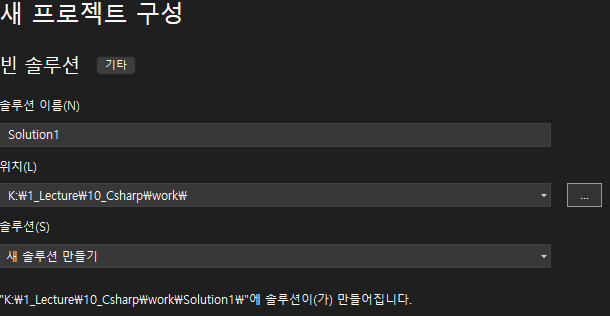 새 프로젝트 구성
빈 솔루션 기타
솔루션 이름(N)
Solution1
위치(L)
K:₩1_Lecture₩10_Csharp₩work₩
...
솔루션(S)
새 솔루션 만들기
"K:₩1_Lecture₩10_Csharp₩work₩Solution1₩"에 솔루션이(가) 만들어집니다.